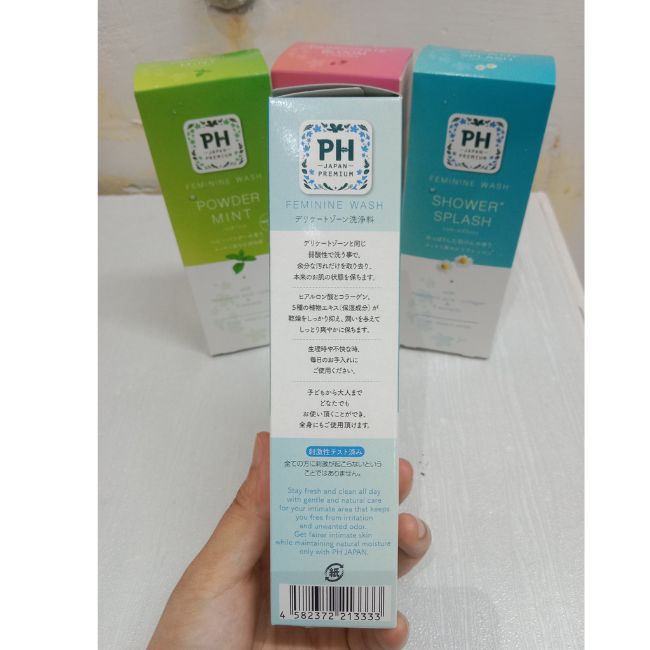 PH
JAPAN
PREMIUM
FEMININE WASH
POWDER
MINT
PH
JAPAN
PREMIUM
FEMININE WASH
デリケートゾーン洗浄料
デリケートゾーンと同じ
弱酸性で洗う事で、
余分な汚れだけを取り去り、
本来のお肌の状態を保ちます。
ヒアルロン酸とコラーゲン、
5種の植物エキス(保湿成分)が
乾燥をしっかり抑え、潤いを与えて
しっとり爽やかに保ちます。
生理時や不快な時、
毎日のお手入れに
ご使用ください。
子どもから大人まで
どなたでも
お使い頂くことができ、
全身にもご使用頂けます。
刺激性テスト済み
全ての方に刺激が起こらないという
ことではありません。
Stay fresh and clean all day
with gentle and natural care
for your intimate area that keeps
you free from irritation
and unwanted odor.
Get fairer intimate skin
while maintaining natural moisture
only with PH JAPAN.
紙
4 582372 213333
PH
JAPAN
PREMIUM
FEMININE WASH
SHOWER
SPLASH